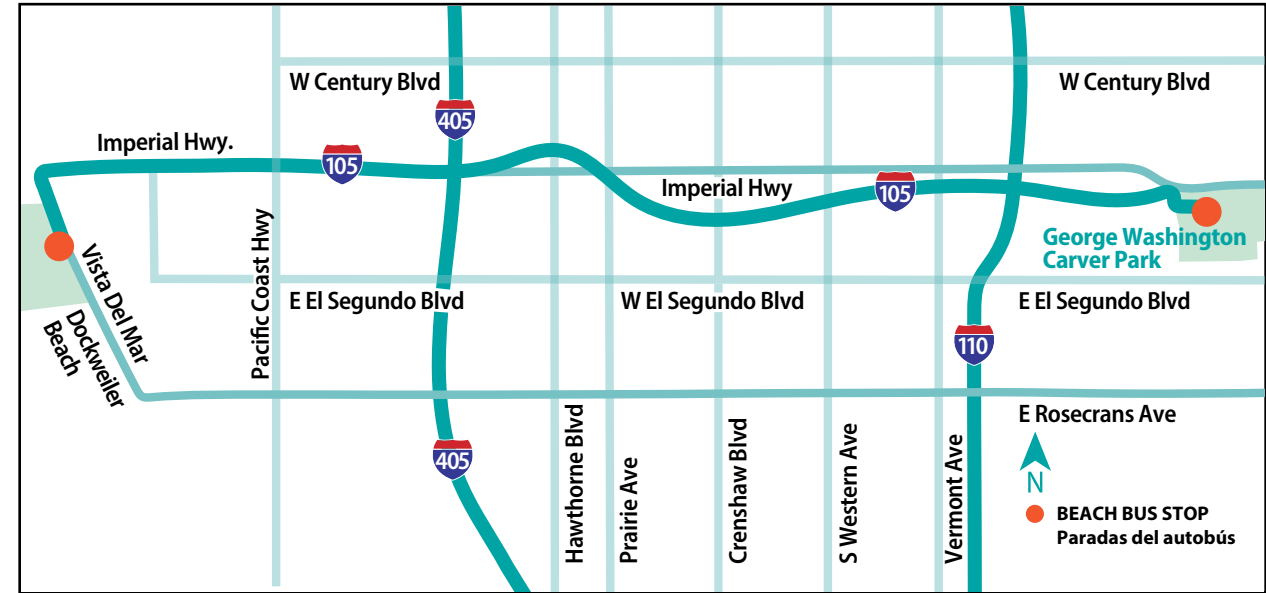 W Century Blvd
W Century Blvd
405
Imperial Hwy.
105
Imperial Hwy
105
George Washington
Carver Park
Vista Del Mar
Dockweiler
Beach
Pacific Coast Hwy
E El Segundo Blvd
W El Segundo Blvd
E El Segundo Blvd
110
405
Hawthorne Blvd
Prairie Ave
Crenshaw Blvd
S Western Ave
Vermont Ave
E Rosecrans Ave
N
BEACH BUS STOP
Paradas del autobús